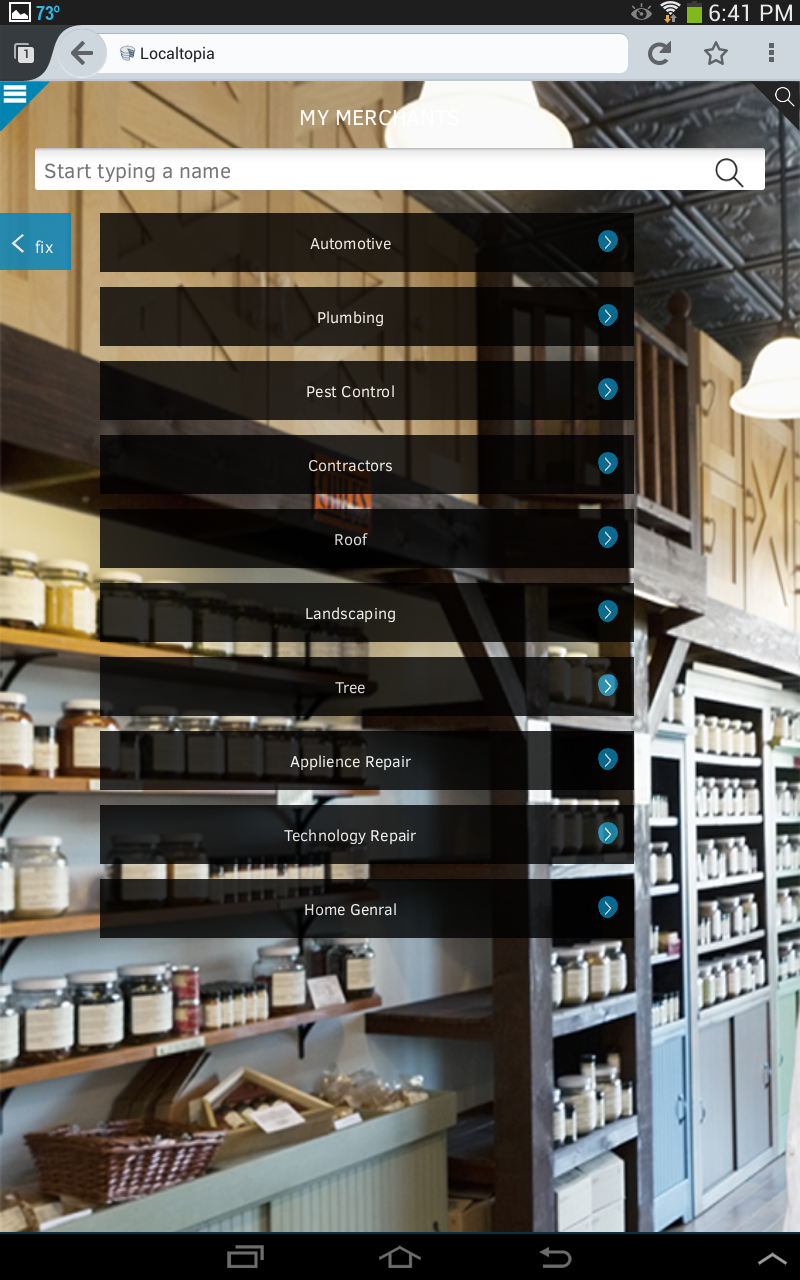 73°
6:41 PM
1
Localtopia
MY MERCHANTS
Start typing a name
fix
Automotive
Plumbing
Pest Control
Contractors
Roof
Landscaping
Tree
Applience Repair
Technology Repair
Home Genral